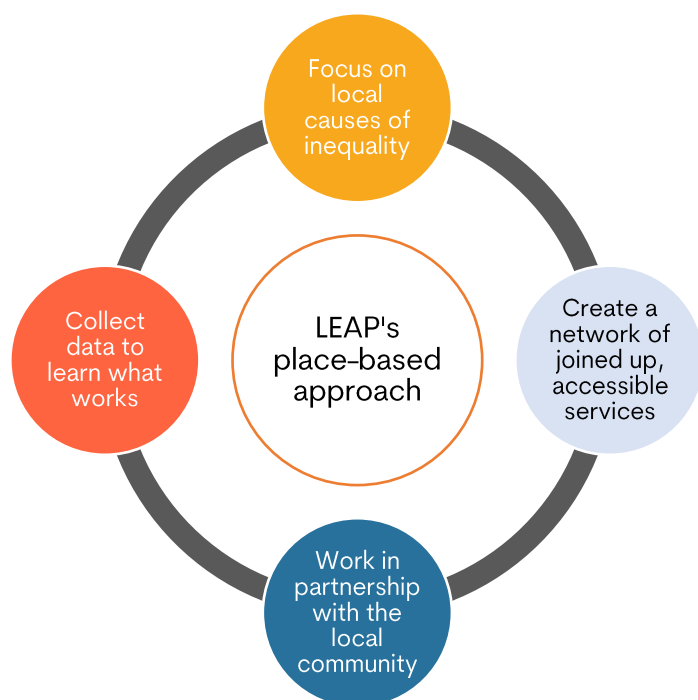 Focus on
local
causes of
inequality
Create a
network of
joined up,
accessible
services
LEAP's
place-based
approach
Collect
data to
learn what
works
Work in
partnership
with the
local
community